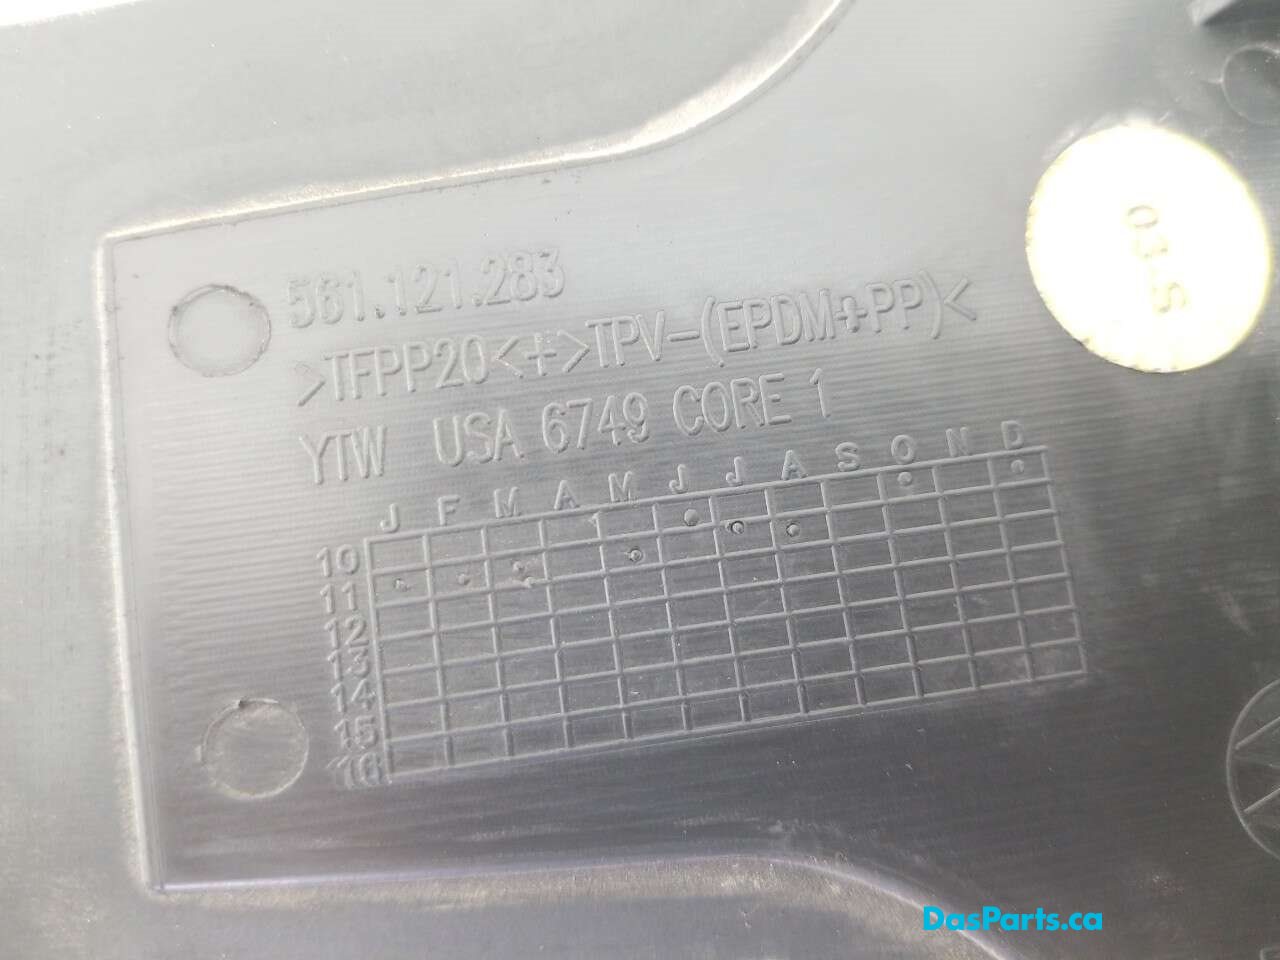 561.121.283
>TFPP20<+>TPV-(EPDM+PP)<
YTW USA 6749 CORE 1
J F M A M J J A S O N D
10
11
12
13
14
15
16
DasParts.ca